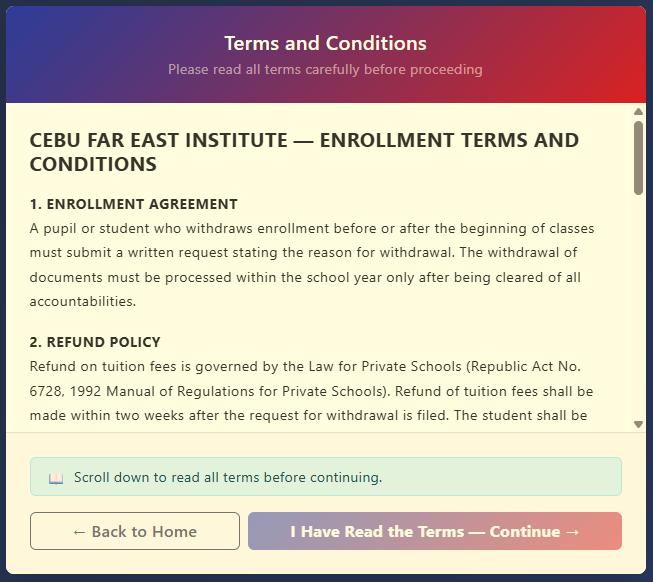 Terms and Conditions
Please read all terms carefully before proceeding
CEBU FAR EAST INSTITUTE — ENROLLMENT TERMS AND
CONDITIONS
1. ENROLLMENT AGREEMENT
A pupil or student who withdraws enrollment before or after the beginning of classes
must submit a written request stating the reason for withdrawal. The withdrawal of
documents must be processed within the school year only after being cleared of all
accountabilities.
2. REFUND POLICY
Refund on tuition fees is governed by the Law for Private Schools (Republic Act No.
6728, 1992 Manual of Regulations for Private Schools). Refund of tuition fees shall be
made within two weeks after the request for withdrawal is filed. The student shall be
📖 Scroll down to read all terms before continuing.
← Back to Home
I Have Read the Terms — Continue →